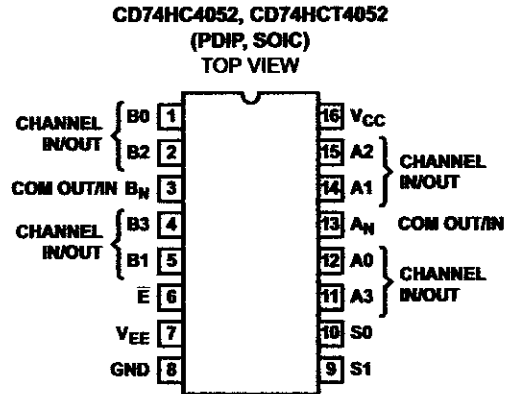 CD74HC4052, CD74HCT4052
(PDIP, SOIC)
TOP VIEW
CHANNEL
IN/OUT
B0 1
B2 2
COM OUT/IN BN 3
CHANNEL
IN/OUT
B3 4
B1 5
E̅ 6
VEE 7
GND 8
16 VCC
15 A2
14 A1
CHANNEL
IN/OUT
13 AN COM OUT/IN
12 A0
11 A3
CHANNEL
IN/OUT
10 S0
9 S1